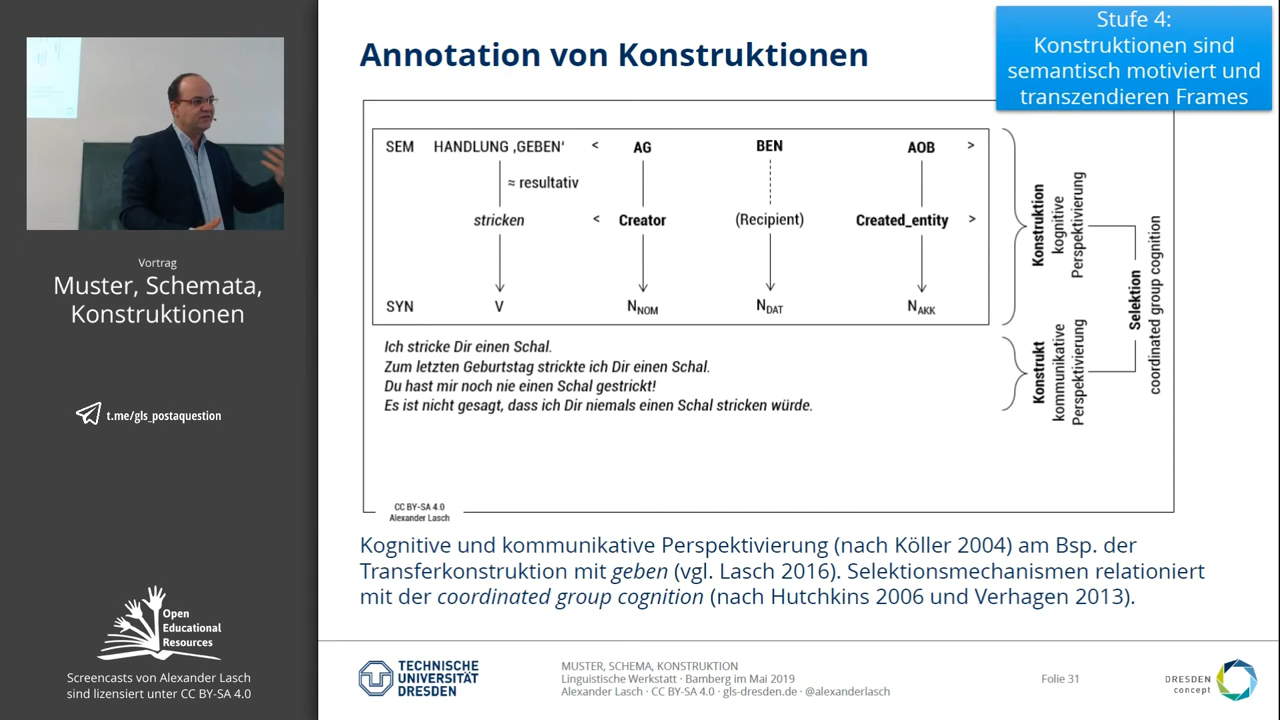 Vortrag
Muster, Schemata,
Konstruktionen
t.me/gls_postaquestion
Open
Educational
Resources
Screencasts von Alexander Lasch
sind lizensiert unter CC BY-SA 4.0
Annotation von Konstruktionen
Stufe 4:
Konstruktionen sind
semantisch motiviert und
transzendieren Frames
SEM HANDLUNG ‚GEBEN‘ < AG BEN AOB >
≈ resultativ
stricken < Creator (Recipient) Created_entity >
SYN V NNOM NDAT NAKK
Konstruktion
kognitive
Perspektivierung
Ich stricke Dir einen Schal.
Zum letzten Geburtstag strickte ich Dir einen Schal.
Du hast mir noch nie einen Schal gestrickt!
Es ist nicht gesagt, dass ich Dir niemals einen Schal stricken würde.
Konstrukt
kommunikative
Perspektivierung
Selektion
coordinated group cognition
CC BY-SA 4.0
Alexander Lasch
Kognitive und kommunikative Perspektivierung (nach Köller 2004) am Bsp. der
Transferkonstruktion mit geben (vgl. Lasch 2016). Selektionsmechanismen relationiert
mit der coordinated group cognition (nach Hutchkins 2006 und Verhagen 2013).
TECHNISCHE
UNIVERSITÄT
DRESDEN
MUSTER, SCHEMA, KONSTRUKTION
Linguistische Werkstatt · Bamberg im Mai 2019
Alexander Lasch · CC BY-SA 4.0 · gls-dresden.de · @alexanderlasch
Folie 31
DRESDEN
concept